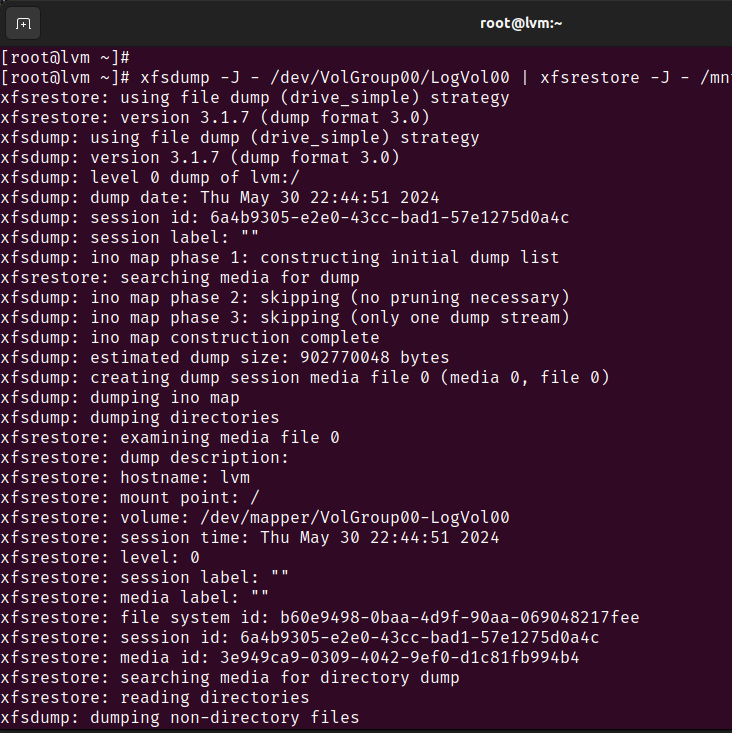 root@lvm:~
[root@lvm ~]#
[root@lvm ~]# xfsdump -J - /dev/VolGroup00/LogVol00 | xfsrestore -J - /mn
xfsrestore: using file dump (drive_simple) strategy
xfsrestore: version 3.1.7 (dump format 3.0)
xfsdump: using file dump (drive_simple) strategy
xfsdump: version 3.1.7 (dump format 3.0)
xfsdump: level 0 dump of lvm:/
xfsdump: dump date: Thu May 30 22:44:51 2024
xfsdump: session id: 6a4b9305-e2e0-43cc-bad1-57e1275d0a4c
xfsdump: session label: ""
xfsdump: ino map phase 1: constructing initial dump list
xfsrestore: searching media for dump
xfsdump: ino map phase 2: skipping (no pruning necessary)
xfsdump: ino map phase 3: skipping (only one dump stream)
xfsdump: ino map construction complete
xfsdump: estimated dump size: 902770048 bytes
xfsdump: creating dump session media file 0 (media 0, file 0)
xfsdump: dumping ino map
xfsdump: dumping directories
xfsrestore: examining media file 0
xfsrestore: dump description:
xfsrestore: hostname: lvm
xfsrestore: mount point: /
xfsrestore: volume: /dev/mapper/VolGroup00-LogVol00
xfsrestore: session time: Thu May 30 22:44:51 2024
xfsrestore: level: 0
xfsrestore: session label: ""
xfsrestore: media label: ""
xfsrestore: file system id: b60e9498-0baa-4d9f-90aa-069048217fee
xfsrestore: session id: 6a4b9305-e2e0-43cc-bad1-57e1275d0a4c
xfsrestore: media id: 3e949ca9-0309-4042-9ef0-d1c81fb994b4
xfsrestore: searching media for directory dump
xfsrestore: reading directories
xfsdump: dumping non-directory files